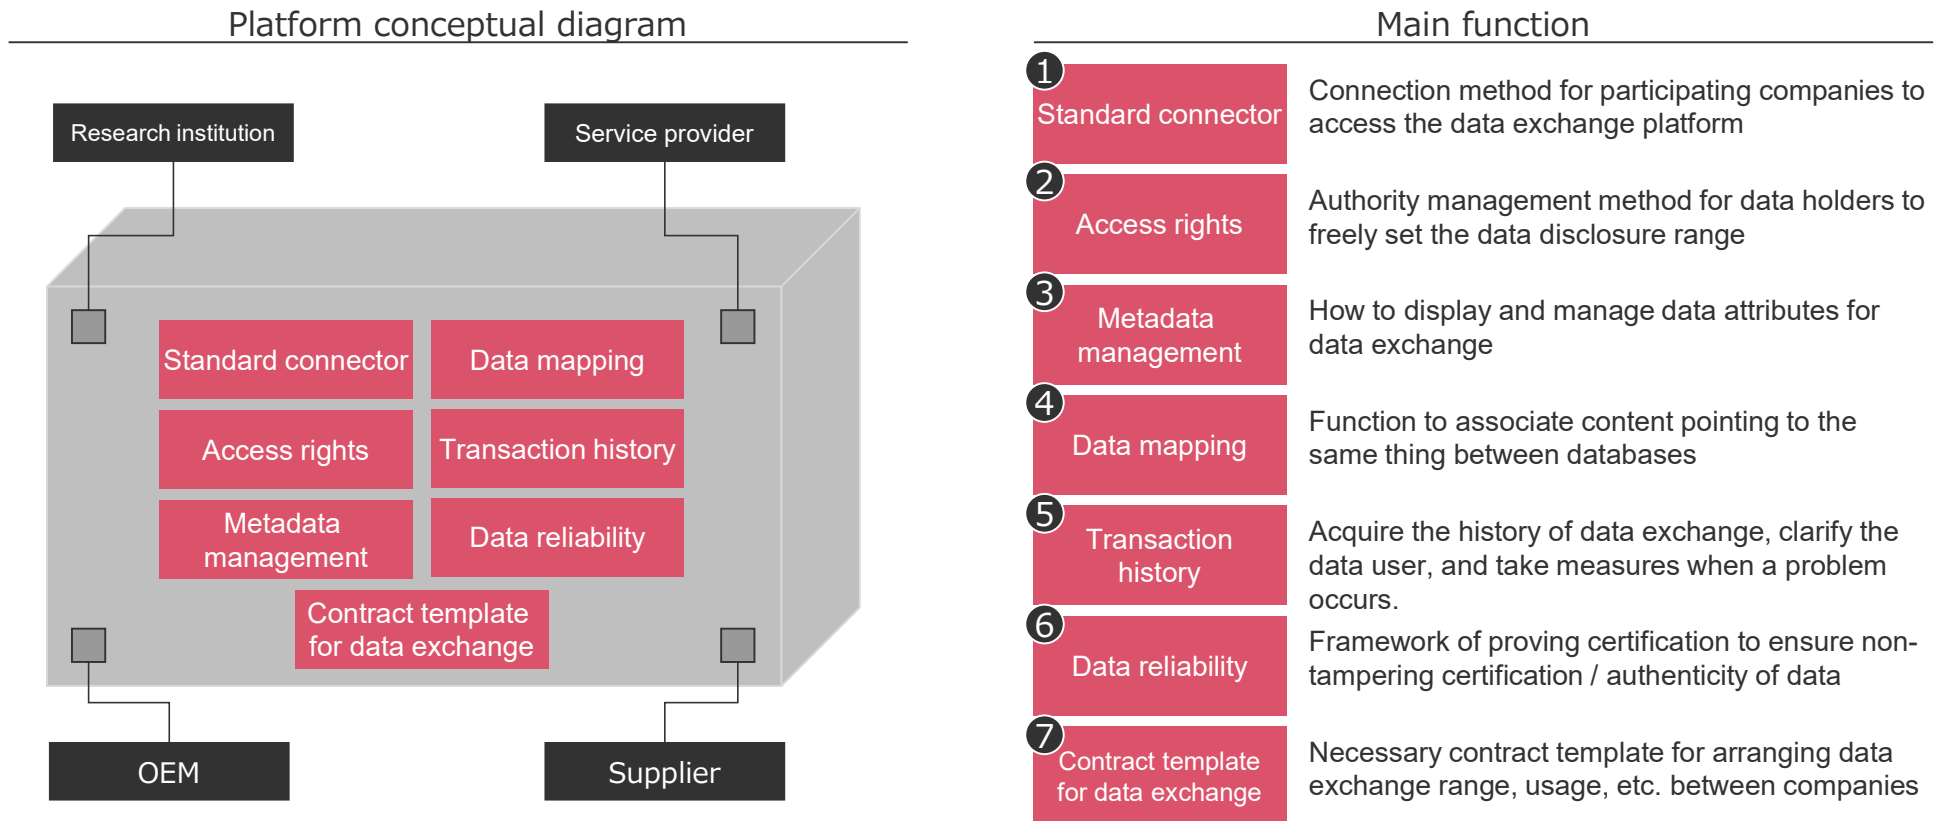 Platform conceptual diagram
Research institution
Service provider
Standard connector
Data mapping
Access rights
Transaction history
Metadada
management
Data reliability
Contract template
for data exchange
OEM
Supplier
Main function
1
Standard connector
Connection method for participating companies to
access the data exchange platform
2
Access rights
Authority management method for data holders to
freely set the data disclosure range
3
Metadada
management
How to display and manage data attributes for
data exchange
4
Data mapping
Function to associate content pointing to the
same thing between databases
5
Transaction
history
Acquire the history of data exchange, clarify the
data user, and take measures when a problem
occurs.
6
Data reliability
Framework of proving certification to ensure non-
tampering certification / authenticity of data
7
Contract template
for data exchange
Necessary contract template for arranging data
exchange range, usage, etc. between companies